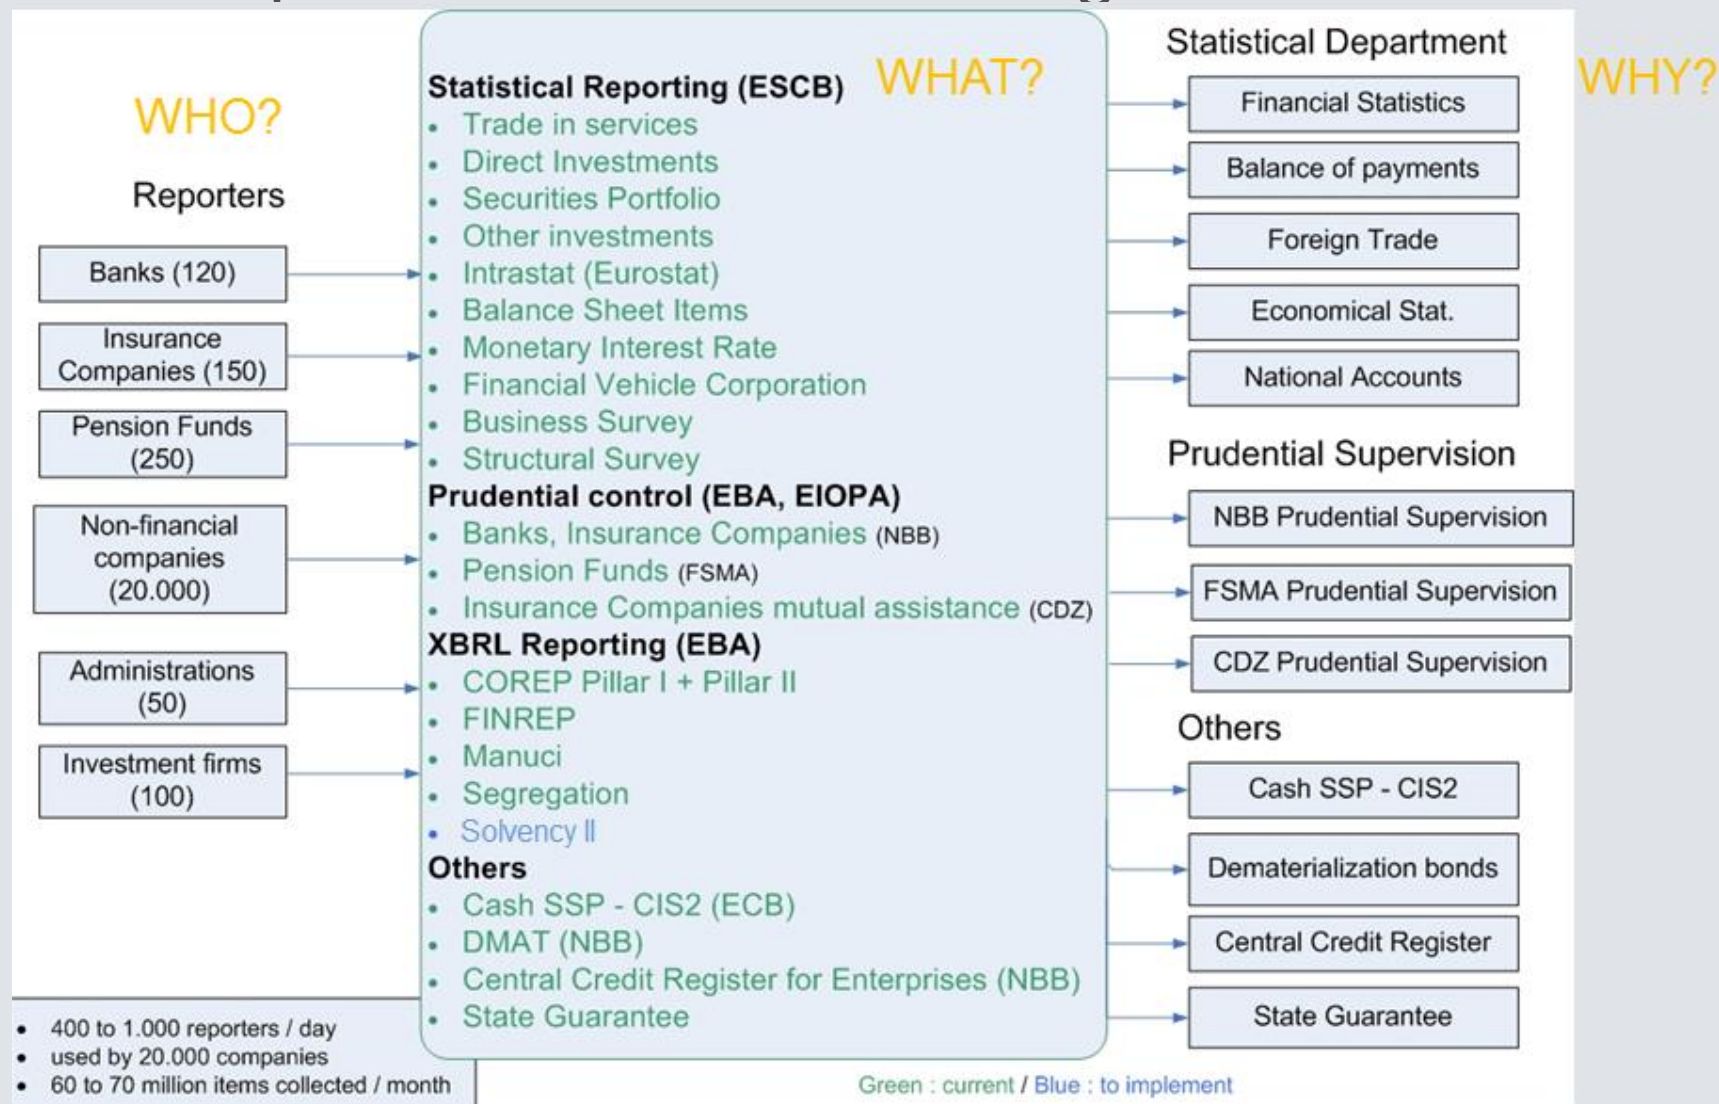 WHO?
Reporters
Banks (120)
Insurance
Companies (150)
Pension Funds
(250)
Non-financial
companies
(20.000)
Administrations
(50)
Investment firms
(100)
• 400 to 1.000 reporters / day
• used by 20.000 companies
• 60 to 70 million items collected / month
WHAT?
Statistical Reporting (ESCB)
• Trade in services
• Direct Investments
• Securities Portfolio
• Other investments
• Intrastat (Eurostat)
• Balance Sheet Items
• Monetary Interest Rate
• Financial Vehicle Corporation
• Business Survey
• Structural Survey
Prudential control (EBA, EIOPA)
• Banks, Insurance Companies (NBB)
• Pension Funds (FSMA)
• Insurance Companies mutual assistance (CDZ)
XBRL Reporting (EBA)
• COREP Pillar I + Pillar II
• FINREP
• Manuci
• Segregation
• Solvency II
Others
• Cash SSP - CIS2 (ECB)
• DMAT (NBB)
• Central Credit Register for Enterprises (NBB)
• State Guarantee
Green : current / Blue : to implement
WHY?
Statistical Department
Financial Statistics
Balance of payments
Foreign Trade
Economical Stat.
National Accounts
Prudential Supervision
NBB Prudential Supervision
FSMA Prudential Supervision
CDZ Prudential Supervision
Others
Cash SSP - CIS2
Dematerialization bonds
Central Credit Register
State Guarantee